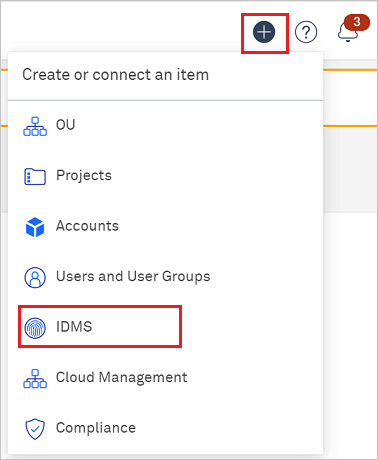 3
Create or connect an item
OU
Projects
Accounts
Users and User Groups
IDMS
Cloud Management
Compliance